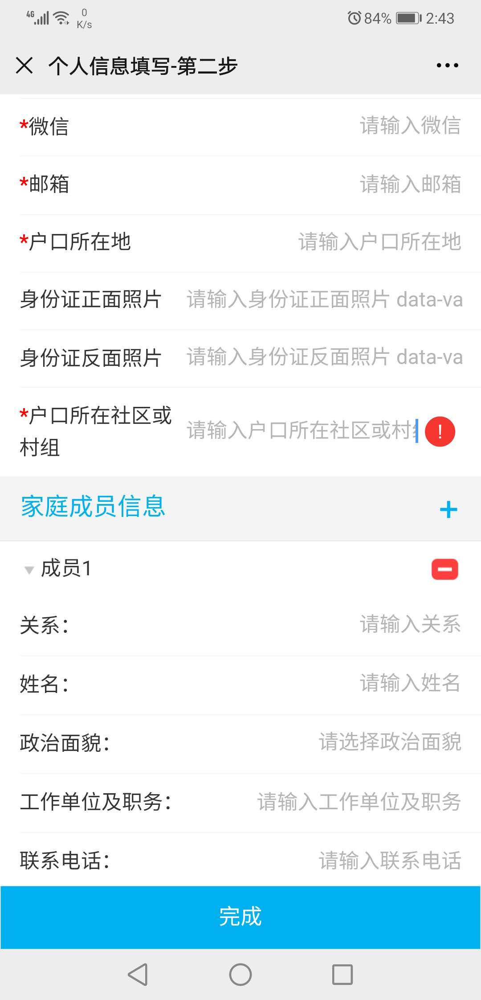 4G 0 K/s 84% 2:43
个人信息填写-第二步
*微信 请输入微信
*邮箱 请输入邮箱
*户口所在地 请输入户口所在地
身份证正面照片 请输入身份证正面照片 data-va
身份证反面照片 请输入身份证反面照片 data-va
*户口所在社区或
村组
请输入户口所在社区或村 !
家庭成员信息 +
成员1
关系： 请输入关系
姓名： 请输入姓名
政治面貌： 请选择政治面貌
工作单位及职务： 请输入工作单位及职务
联系电话： 请输入联系电话
完成